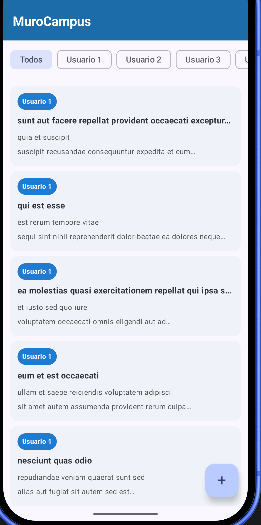 MuroCampus
Todos Usuario 1 Usuario 2 Usuario 3 U
Usuario 1
sunt aut facere repellat provident occaecati exceptur...
quia et suscipit
suscipit recusandae consequuntur expedita et cum...
Usuario 1
qui est esse
est rerum tempore vitae
sequi sint nihil reprehenderit dolor beatae ea dolores neque...
Usuario 1
ea molestias quasi exercitationem repellat qui ipsa s...
et iusto sed quo iure
voluptatem occaecati omnis eligendi aut ad...
Usuario 1
eum et est occaecati
ullam et saepe reiciendis voluptatem adipisci
sit amet autem assumenda provident rerum culpa...
Usuario 1
nesciunt quas odio
repudiandae veniam quaerat sunt sed
alias aut fugiat sit autem sed est...
+